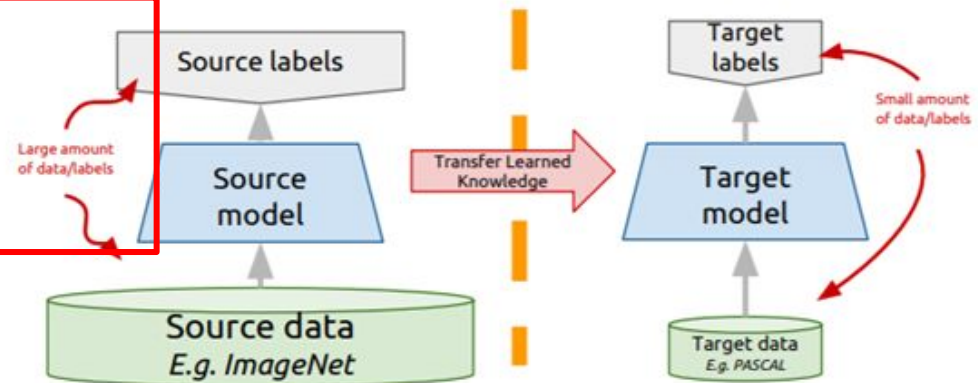 Source labels
Large amount
of data/labels
Source
model
Source data
E.g. ImageNet
Transfer Learned
Knowledge
Target
labels
Small amount
of data/labels
Target
model
Target data
E.g. PASCAL